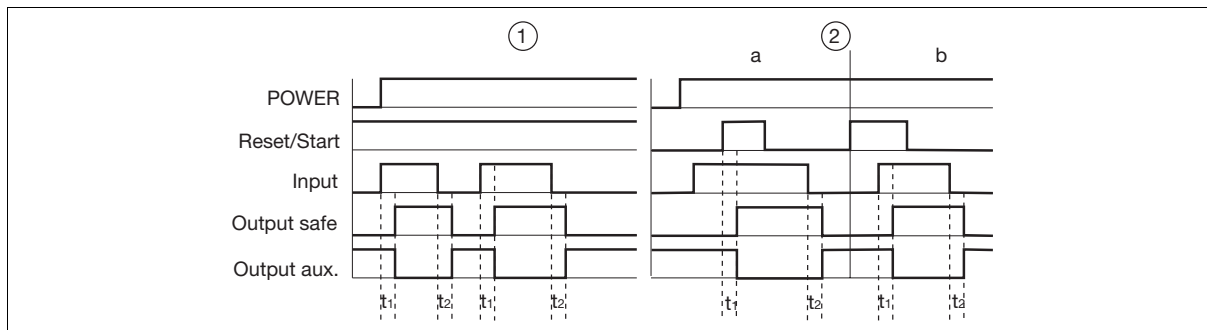 1 2
a b
POWER
Reset/Start
Input
Output safe
Output aux.
t1 t2 t1 t2 t1 t2 t1 t2